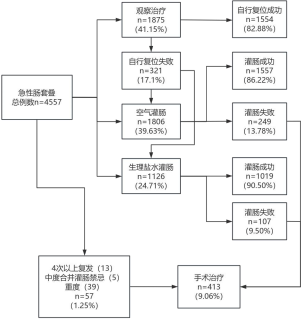 急性肠套叠
总例数n=4557
观察治疗
n=1875
(41.15%)
自行复位成功
n=1554
(82.88%)
自行复位失败
n=321
(17.1%)
灌肠成功
n=1557
(86.22%)
空气灌肠
n=1806
(39.63%)
灌肠失败
n=249
(13.78%)
生理盐水灌肠
n=1126
(24.71%)
灌肠成功
n=1019
(90.50%)
灌肠失败
n=107
(9.50%)
4次以上复发(13)
中度合并灌肠禁忌(5)
重度(39)
n=57
(1.25%)
手术治疗
n=413
(9.06%)